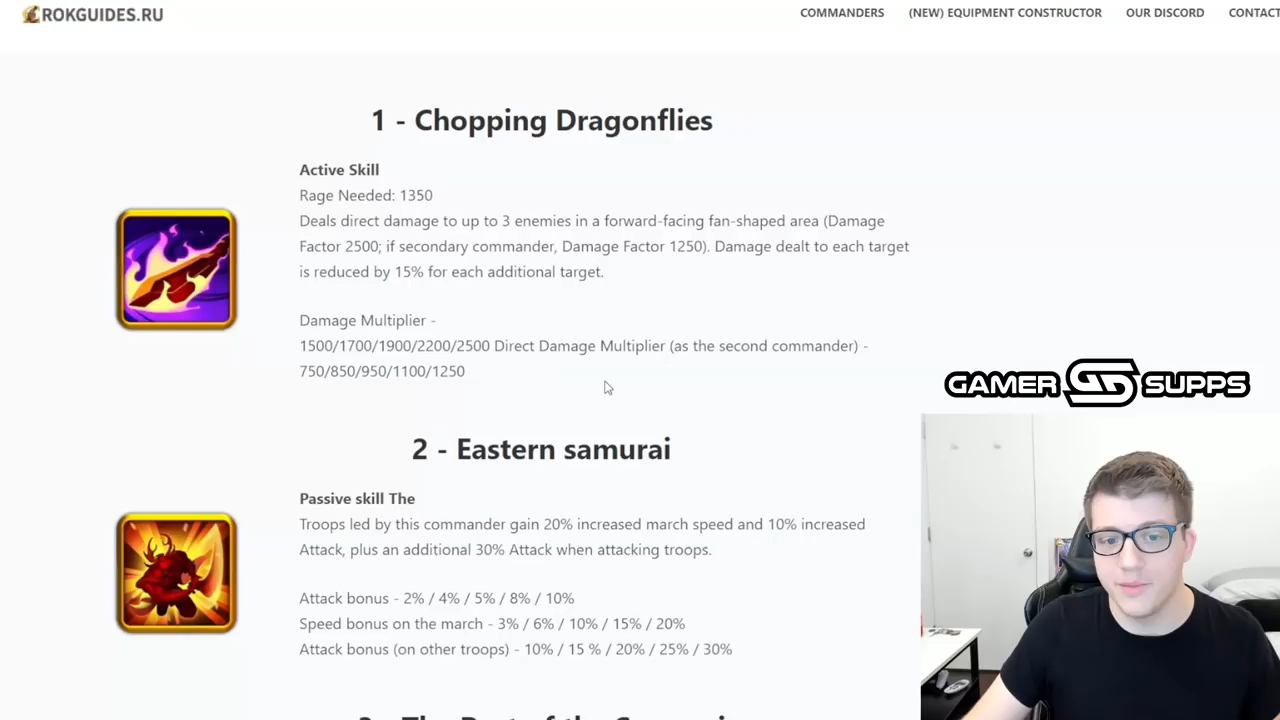 ROKGUIDES.RU
COMMANDERS (NEW) EQUIPMENT CONSTRUCTOR OUR DISCORD CONTACT
1 - Chopping Dragonflies
Active Skill
Rage Needed: 1350
Deals direct damage to up to 3 enemies in a forward-facing fan-shaped area (Damage
Factor 2500; if secondary commander, Damage Factor 1250). Damage dealt to each target
is reduced by 15% for each additional target.
Damage Multiplier -
1500/1700/1900/2200/2500 Direct Damage Multiplier (as the second commander) -
750/850/950/1100/1250
GAMER SUPPS
2 - Eastern samurai
Passive skill The
Troops led by this commander gain 20% increased march speed and 10% increased
Attack, plus an additional 30% Attack when attacking troops.
Attack bonus - 2% / 4% / 5% / 8% / 10%
Speed bonus on the march - 3% / 6% / 10% / 15% / 20%
Attack bonus (on other troops) - 10% / 15 % / 20% / 25% / 30%